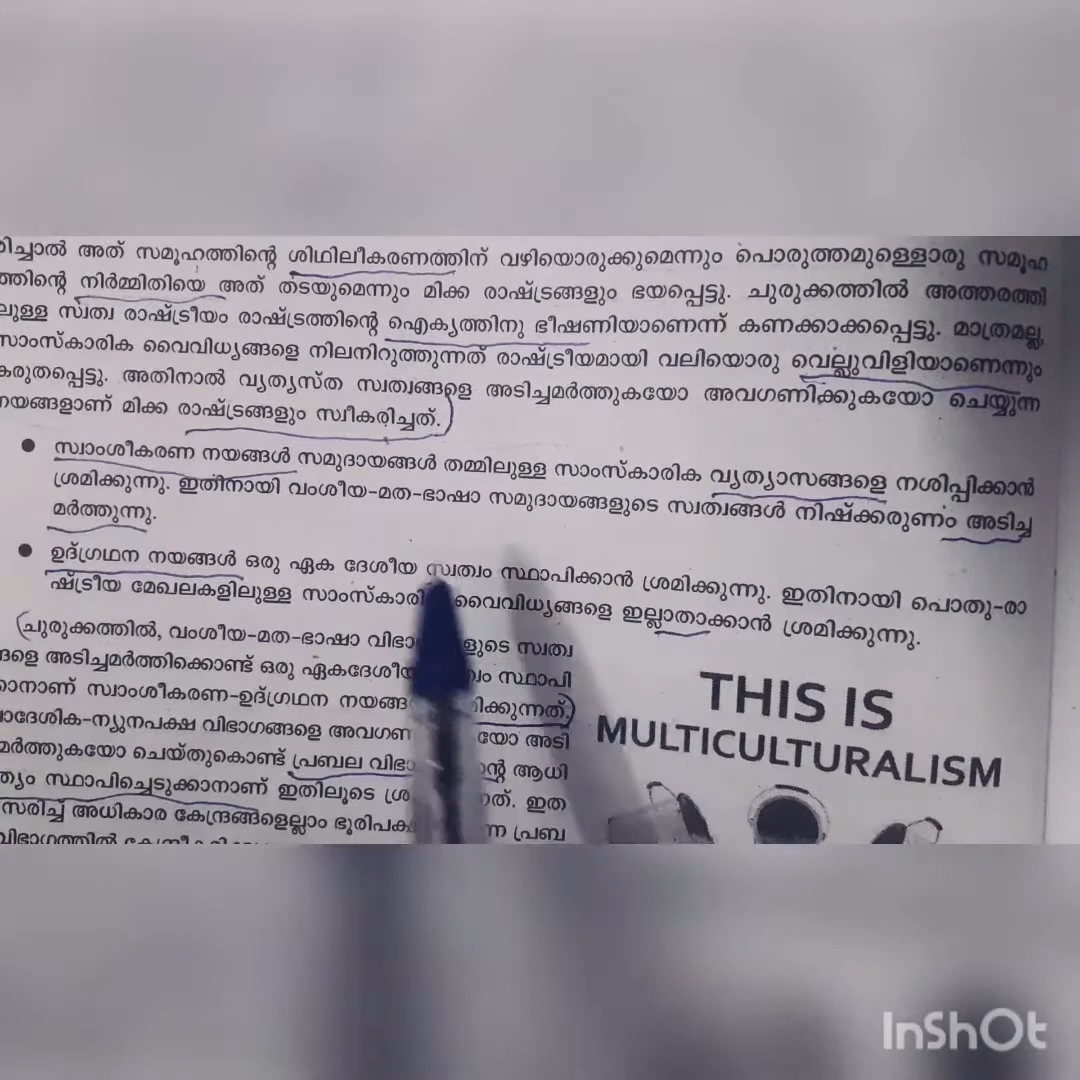 രിച്ചാൽ അത് സമൂഹത്തിന്റെ ശിഥിലീകരണത്തിന് വഴിയൊരുക്കുമെന്നും പൊരുത്തമുള്ളൊരു സമൂഹ
ത്തിന്റെ നിർമ്മിതിയെ അത് തടയുമെന്നും മിക്ക രാഷ്ട്രങ്ങളും ഭയപ്പെട്ടു. ചുരുക്കത്തിൽ അത്തരത്തി
ലുള്ള സ്വത്വ രാഷ്ട്രീയം രാഷ്ട്രത്തിന്റെ ഐക്യത്തിനു ഭീഷണിയാണെന്ന് കണക്കാക്കപ്പെട്ടു. മാത്രമല്ല,
സാംസ്കാരിക വൈവിധ്യങ്ങളെ നിലനിറുത്തുന്നത് രാഷ്ട്രീയമായി വലിയൊരു വെല്ലുവിളിയാണെന്നും
കരുതപ്പെട്ടു. അതിനാൽ വ്യത്യസ്ത സ്വത്വങ്ങളെ അടിച്ചമർത്തുകയോ അവഗണിക്കുകയോ ചെയ്യുന്ന
നയങ്ങളാണ് മിക്ക രാഷ്ട്രങ്ങളും സ്വീകരിച്ചത്.
● സ്വാംശീകരണ നയങ്ങൾ സമുദായങ്ങൾ തമ്മിലുള്ള സാംസ്കാരിക വ്യത്യാസങ്ങളെ നശിപ്പിക്കാൻ
ശ്രമിക്കുന്നു. ഇതിനായി വംശീയ-മത-ഭാഷാ സമുദായങ്ങളുടെ സ്വത്വങ്ങൾ നിഷ്ക്കരുണം അടിച്ച
മർത്തുന്നു.
● ഉദ്ഗ്രഥന നയങ്ങൾ ഒരു ഏക ദേശീയ സ്വത്വം സ്ഥാപിക്കാൻ ശ്രമിക്കുന്നു. ഇതിനായി പൊതു-രാ
ഷ്ട്രീയ മേഖലകളിലുള്ള വൈവിധ്യങ്ങളെ ഇല്ലാതാക്കാൻ ശ്രമിക്കുന്നു.
ചുരുക്കത്തിൽ, വംശീയ-മത-ഭാഷാ സ്വത്വ
ങ്ങളെ അടിച്ചമർത്തിക്കൊണ്ട് ഒരു സ്ഥാപി
ക്കാനാണ് സ്വാംശീകരണ-ഉദ്ഗ്രഥന
പ്രാദേശിക-ന്യൂനപക്ഷ വിഭാഗങ്ങളെ അടി
ച്ചമർത്തുകയോ ചെയ്തുകൊണ്ട് പ്രബല ആധി
പത്യം സ്ഥാപിച്ചെടുക്കാനാണ് ഇതിലൂടെ ഇത
നുസരിച്ച് അധികാര കേന്ദ്രങ്ങളെല്ലാം പ്രബ
THIS IS
MULTICULTURALISM
InShOt